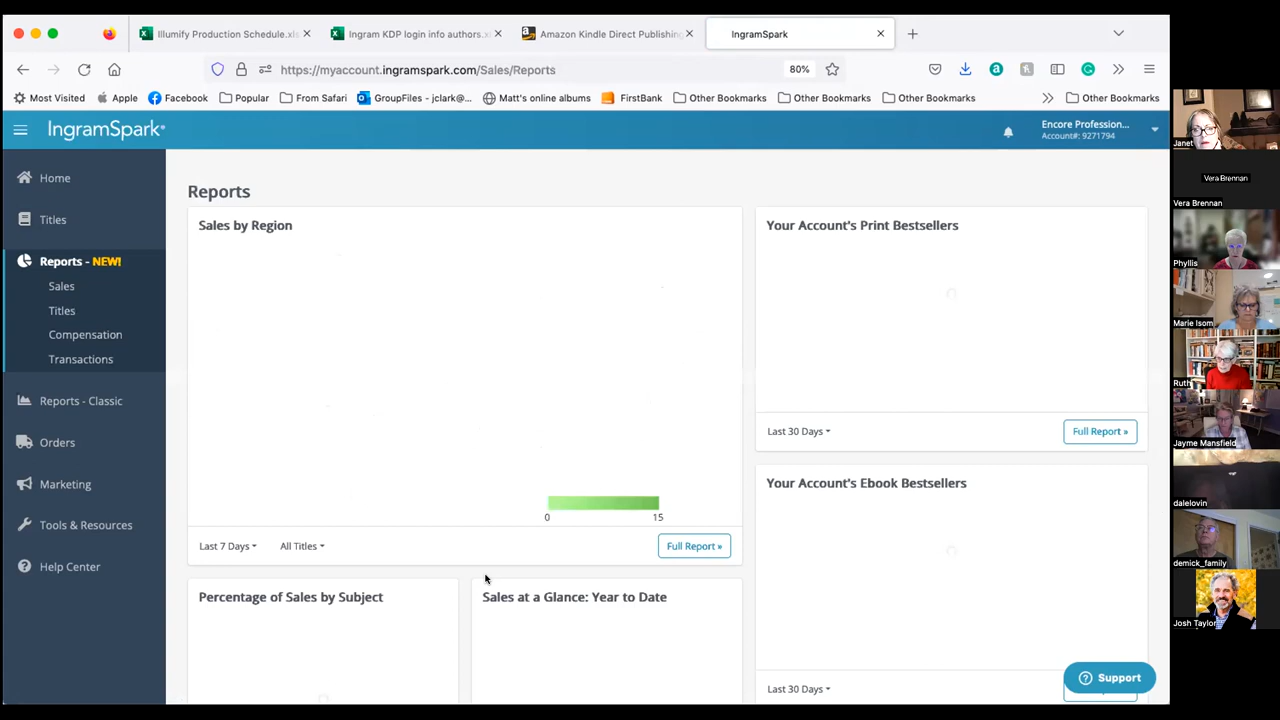 Illumify Production Schedule.xls
Ingram KDP login info authors.x
Amazon Kindle Direct Publishing
IngramSpark
https://myaccount.ingramspark.com/Sales/Reports
80%
Most Visited
Apple
Facebook
Popular
From Safari
GroupFiles - jclark@...
Matt's online albums
FirstBank
Other Bookmarks
Other Bookmarks
Other Bookmarks
Other Bookmarks
IngramSpark
Encore Profession...
Account#: 9271794
Home
Titles
Reports - NEW!
Sales
Titles
Compensation
Transactions
Reports - Classic
Orders
Marketing
Tools & Resources
Help Center
Reports
Sales by Region
0
15
Last 7 Days
All Titles
Full Report »
Your Account's Print Bestsellers
Last 30 Days
Full Report »
Percentage of Sales by Subject
Sales at a Glance: Year to Date
Your Account's Ebook Bestsellers
Last 30 Days
Support
Janet
Vera Brennan
Vera Brennan
Phyllis
Marie Isom
Ruth
Jayme Mansfield
dalelovin
demick_family
Josh Taylor